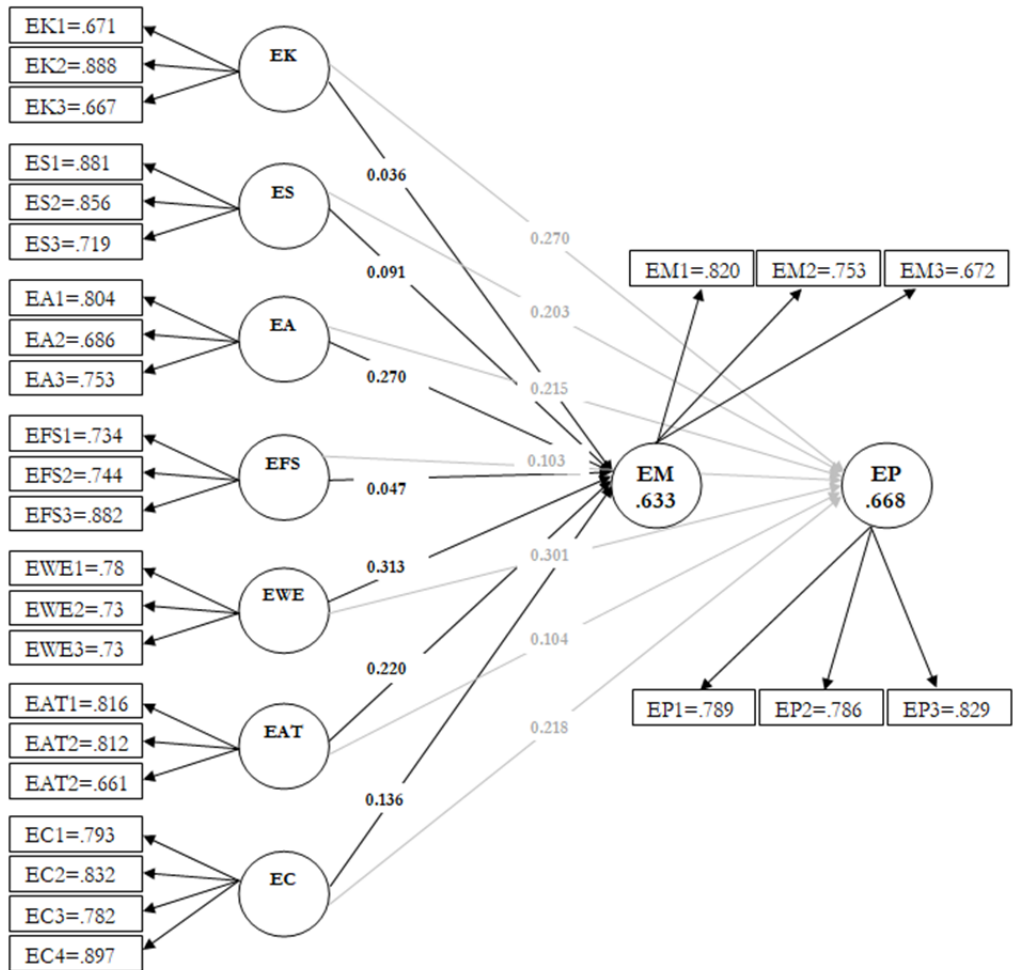 EK1=.671
EK2=.888
EK3=.667
EK
ES1=.881
ES2=.856
ES3=.719
ES
EA1=.804
EA2=.686
EA3=.753
EA
EFS1=.734
EFS2=.744
EFS3=.882
EFS
EWE1=.78
EWE2=.73
EWE3=.73
EWE
EAT1=.816
EAT2=.812
EAT2=.661
EAT
EC1=.793
EC2=.832
EC3=.782
EC4=.897
EC
0.036
0.091
0.270
0.047
0.313
0.220
0.136
0.270
0.203
0.215
0.103
0.301
0.104
0.218
EM1=.820
EM2=.753
EM3=.672
EM
.633
EP
.668
EP1=.789
EP2=.786
EP3=.829